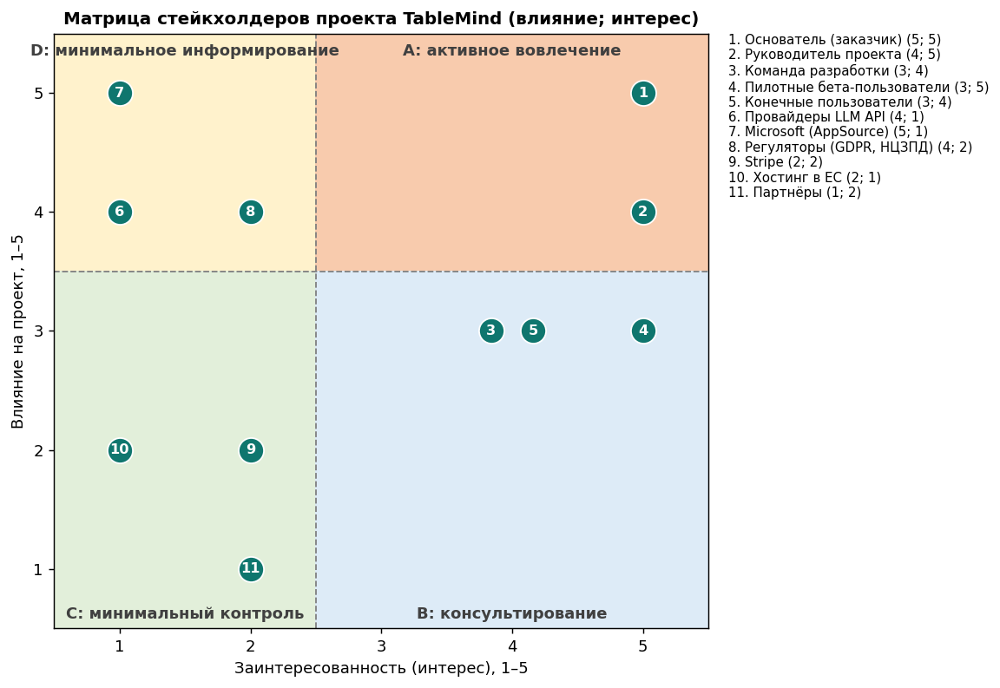 Матрица стейкхолдеров проекта TableMind (влияние; интерес)
D: минимальное информирование
A: активное вовлечение
1. Основатель (заказчик) (5; 5)
2. Руководитель проекта (4; 5)
3. Команда разработки (3; 4)
4. Пилотные бета-пользователи (3; 5)
5. Конечные пользователи (3; 4)
6. Провайдеры LLM API (4; 1)
7. Microsoft (AppSource) (5; 1)
8. Регуляторы (GDPR, НЦЗПД) (4; 2)
9. Stripe (2; 2)
10. Хостинг в ЕС (2; 1)
11. Партнёры (1; 2)
Влияние на проект, 1–5
5
7
1
4
6
8
2
3
3
5
4
2
10
9
1
11
C: минимальный контроль
B: консультирование
1
2
3
4
5
Заинтересованность (интерес), 1–5